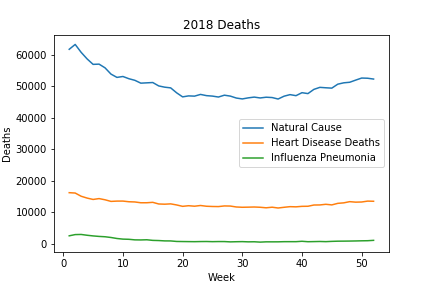 2018 Deaths
60000
50000
40000
30000
20000
10000
0
Deaths
Natural Cause
Heart Disease Deaths
Influenza Pneumonia
0 10 20 30 40 50
Week